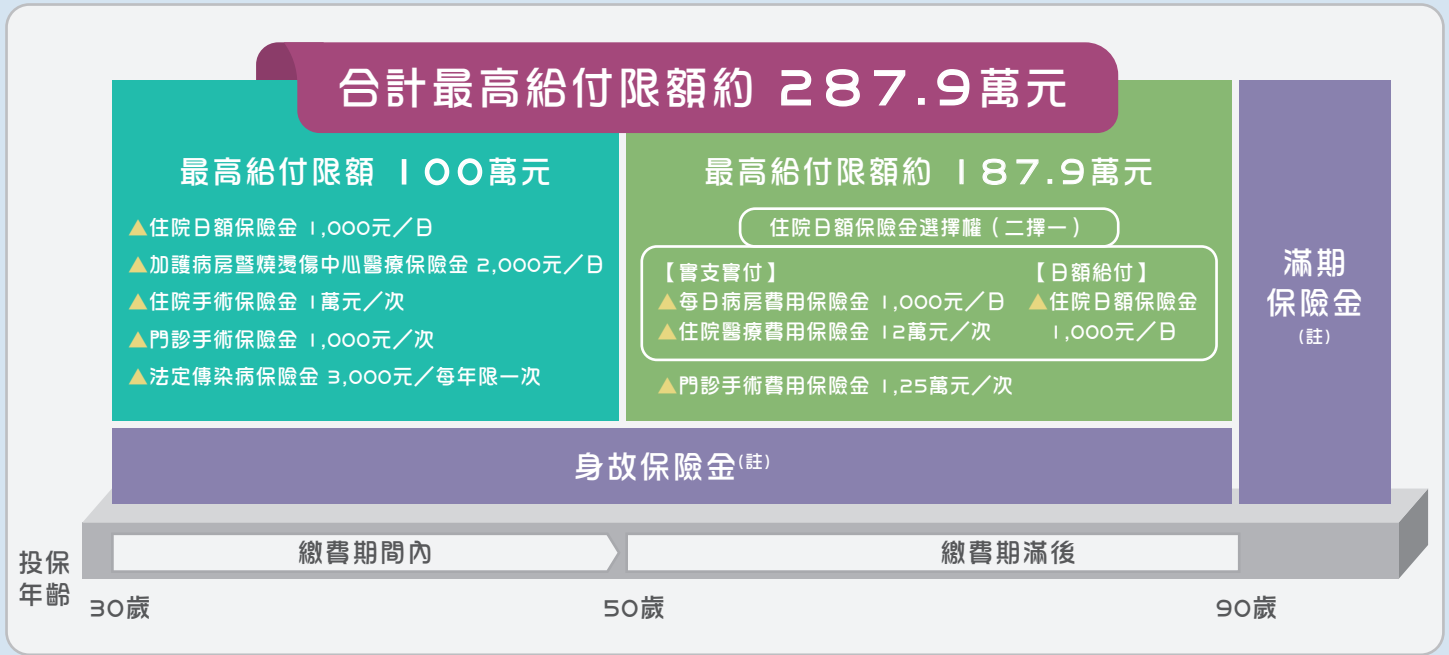 合計最高給付限額約 287.9萬元
最高給付限額 100萬元
▲住院日額保險金 1,000元／日
▲加護病房暨燒燙傷中心醫療保險金 2,000元／日
▲住院手術保險金 1萬元／次
▲門診手術保險金 1,000元／次
▲法定傳染病保險金 3,000元／每年限一次
最高給付限額約 187.9萬元
住院日額保險金選擇權（二擇一）
【實支實付】
▲每日病房費用保險金 1,000元／日
▲住院醫療費用保險金 12萬元／次
【日額給付】
▲住院日額保險金
1,000元／日
▲門診手術費用保險金 1,25萬元／次
滿期
保險金
(註)
身故保險金(註)
繳費期間內
繳費期滿後
投保
年齡
30歲
50歲
90歲